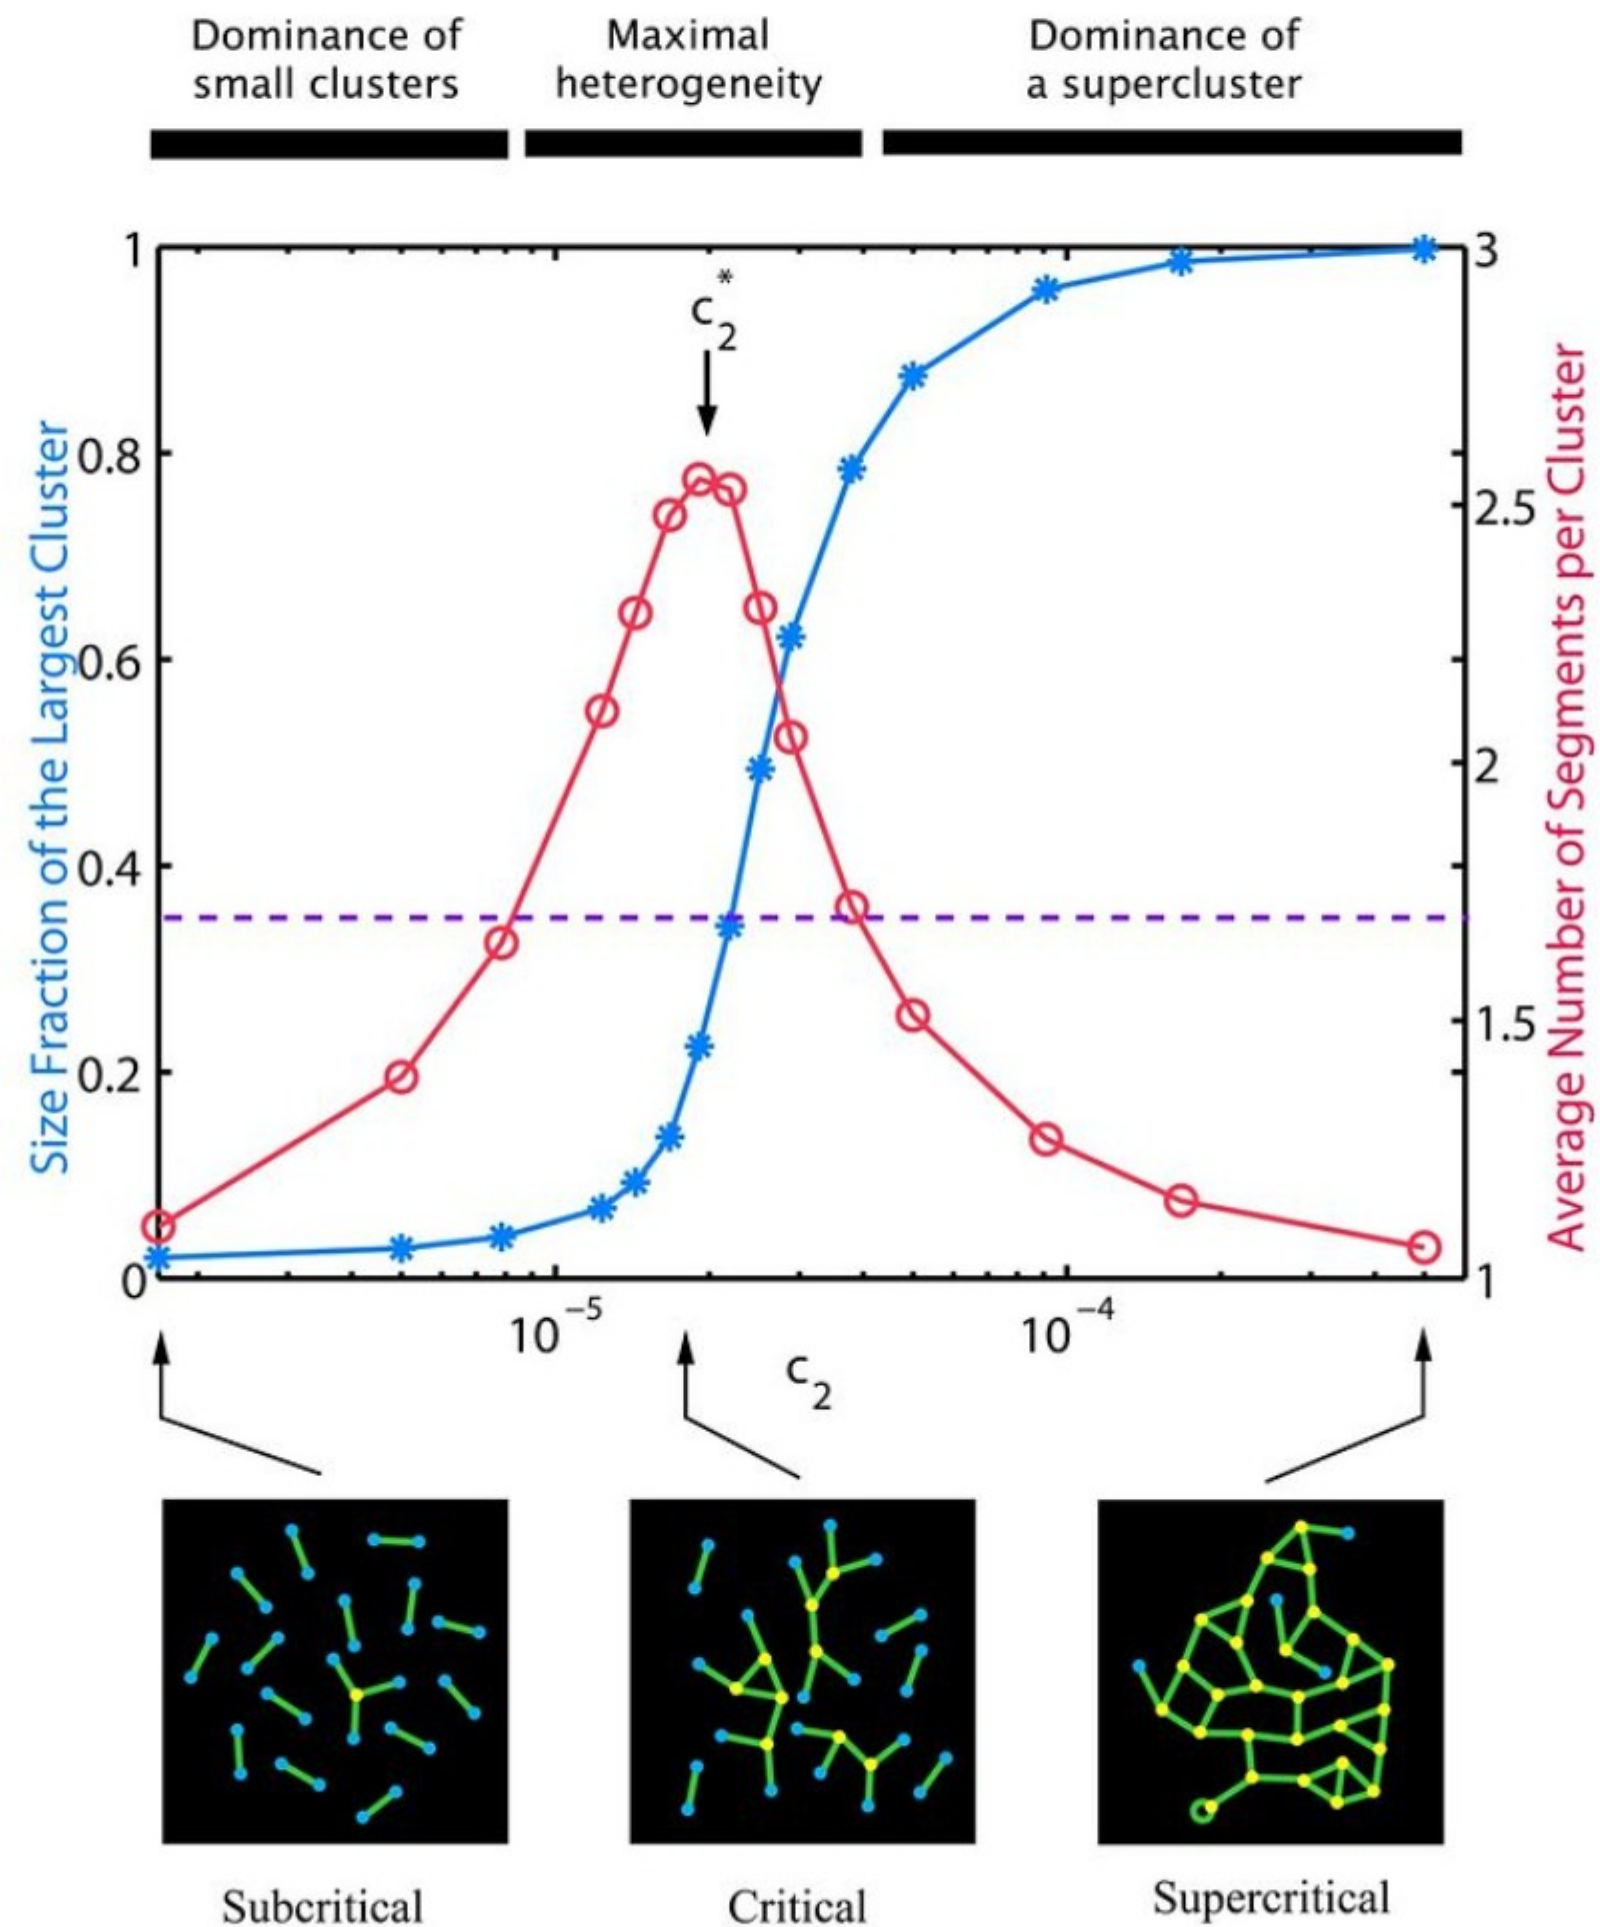 Dominance of
small clusters
Maximal
heterogeneity
Dominance of
a supercluster
1
0.8
0.6
0.4
0.2
0
Size Fraction of the Largest Cluster
c₂*
3
2.5
2
1.5
1
Average Number of Segments per Cluster
10⁻⁵
10⁻⁴
c₂
Subcritical
Critical
Supercritical